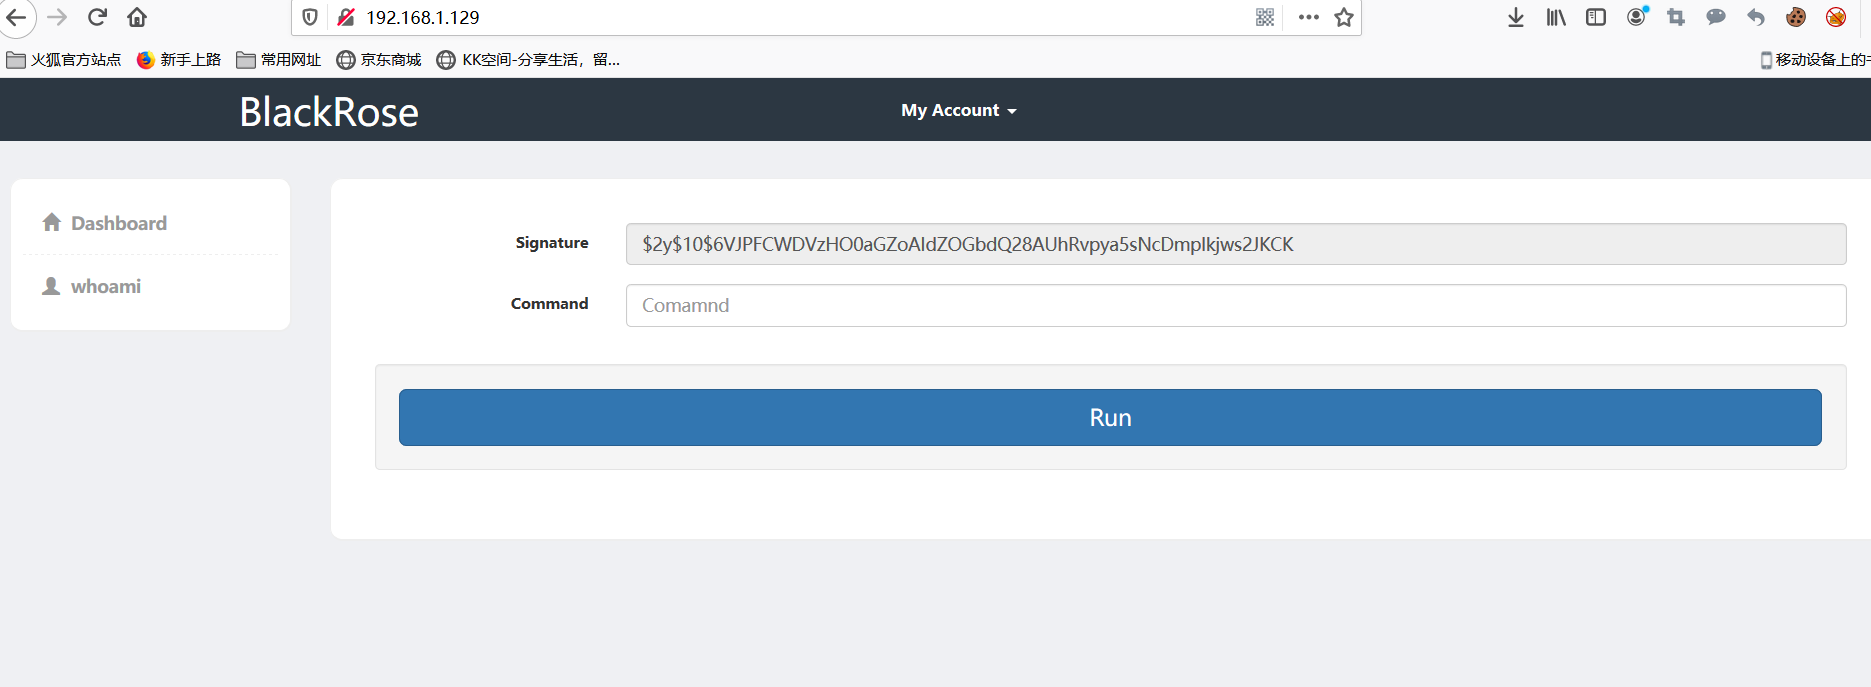 192.168.1.129
火狐官方站点 新手上路 常用网址 京东商城 KK空间-分享生活，留... 移动设备上的
BlackRose My Account
Dashboard
whoami
Signature $2y$10$6VJPFCWDVzHO0aGZoAIdZOGbdQ28AUhRvpya5sNcDmpIkjws2JKCK
Command Comamnd
Run